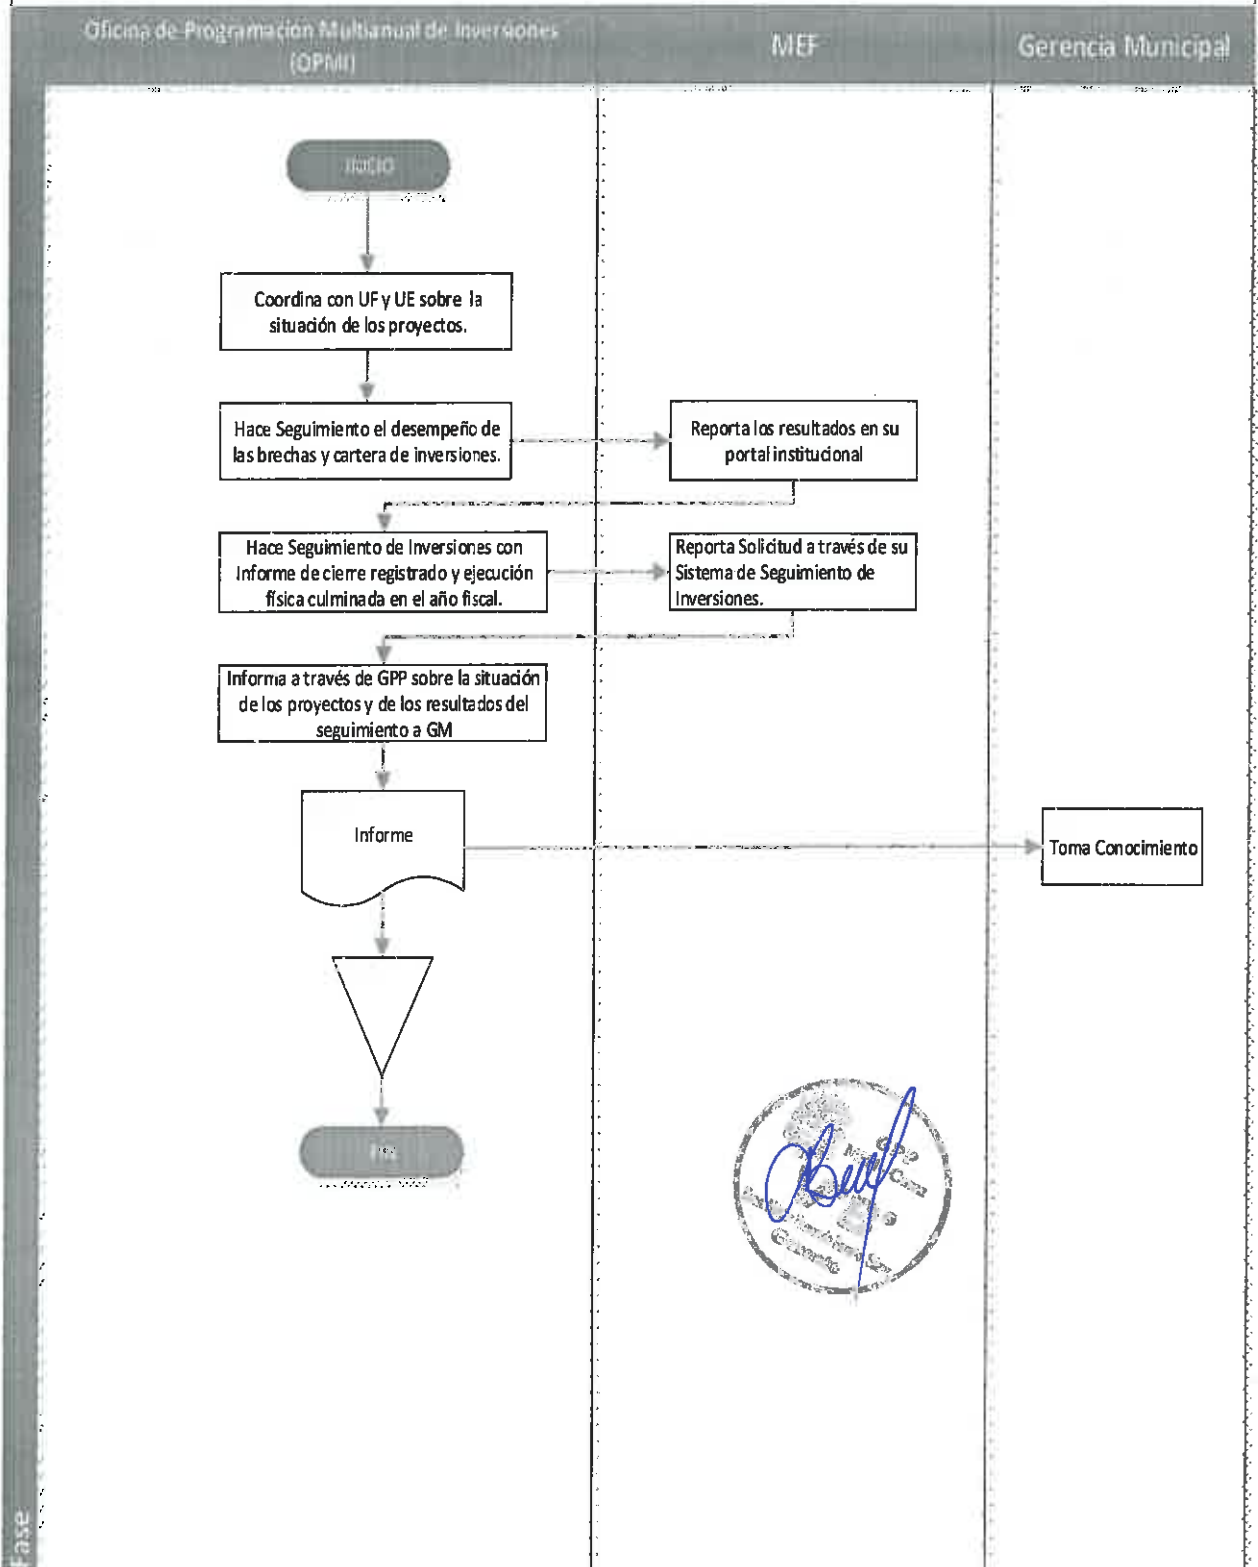 Oficina de Programación Multianual de Inversiones
(OPMI)
MEF
Gerencia Municipal
INICIO
Coordina con UF y UE sobre la
situación de los proyectos.
Hace Seguimiento el desempeño de
las brechas y cartera de inversiones.
Reporta los resultados en su
portal institucional
Hace Seguimiento de Inversiones con
Informe de cierre registrado y ejecución
física culminada en el año fiscal.
Reporta Solicitud a través de su
Sistema de Seguimiento de
Inversiones.
Informa a través de GPP sobre la situación
de los proyectos y de los resultados del
seguimiento a GM
Informe
Toma Conocimiento
FIN
GPP
Gerente
Fase